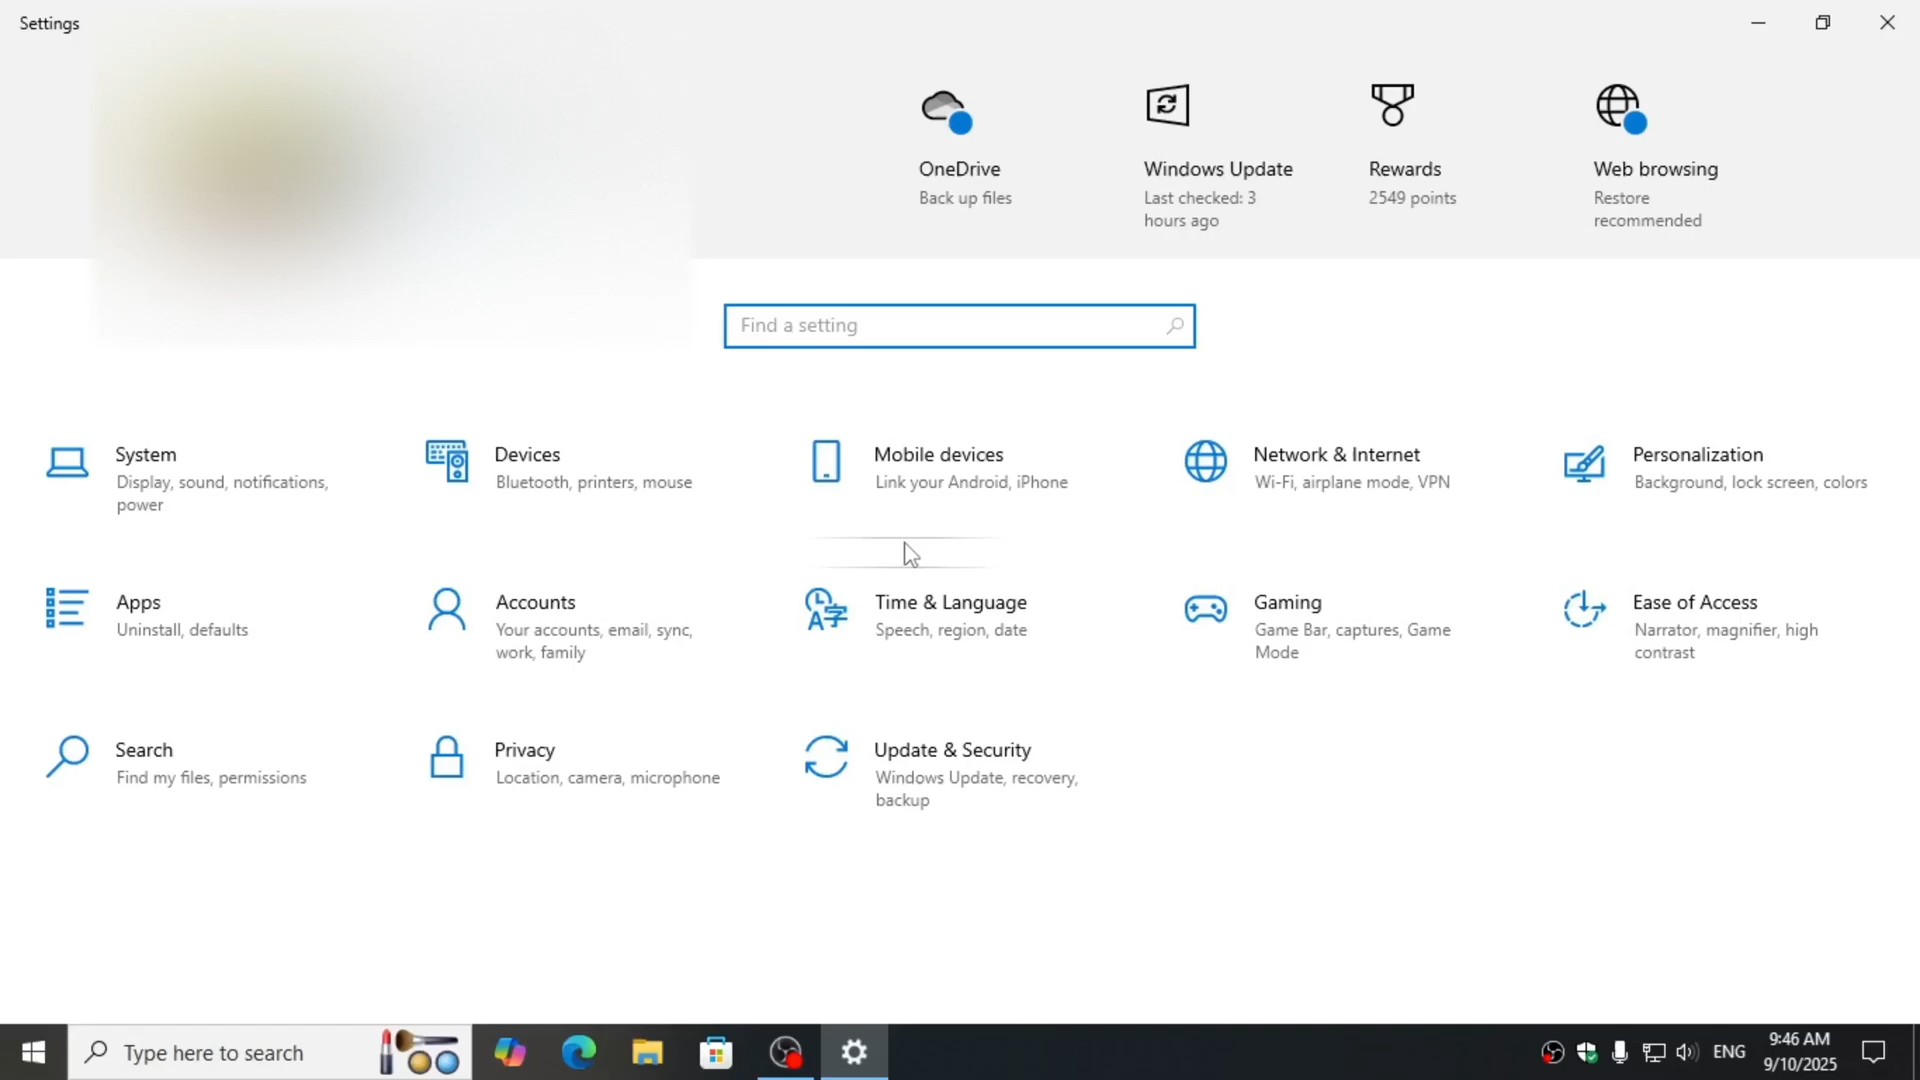 Settings
OneDrive
Back up files
Windows Update
Last checked: 3
hours ago
Rewards
2549 points
Web browsing
Restore
recommended
Find a setting
System
Display, sound, notifications,
power
Devices
Bluetooth, printers, mouse
Mobile devices
Link your Android, iPhone
Network & Internet
Wi-Fi, airplane mode, VPN
Personalization
Background, lock screen, colors
Apps
Uninstall, defaults
Accounts
Your accounts, email, sync,
work, family
Time & Language
Speech, region, date
Gaming
Game Bar, captures, Game
Mode
Ease of Access
Narrator, magnifier, high
contrast
Search
Find my files, permissions
Privacy
Location, camera, microphone
Update & Security
Windows Update, recovery,
backup
Type here to search
ENG
9:46 AM
9/10/2025